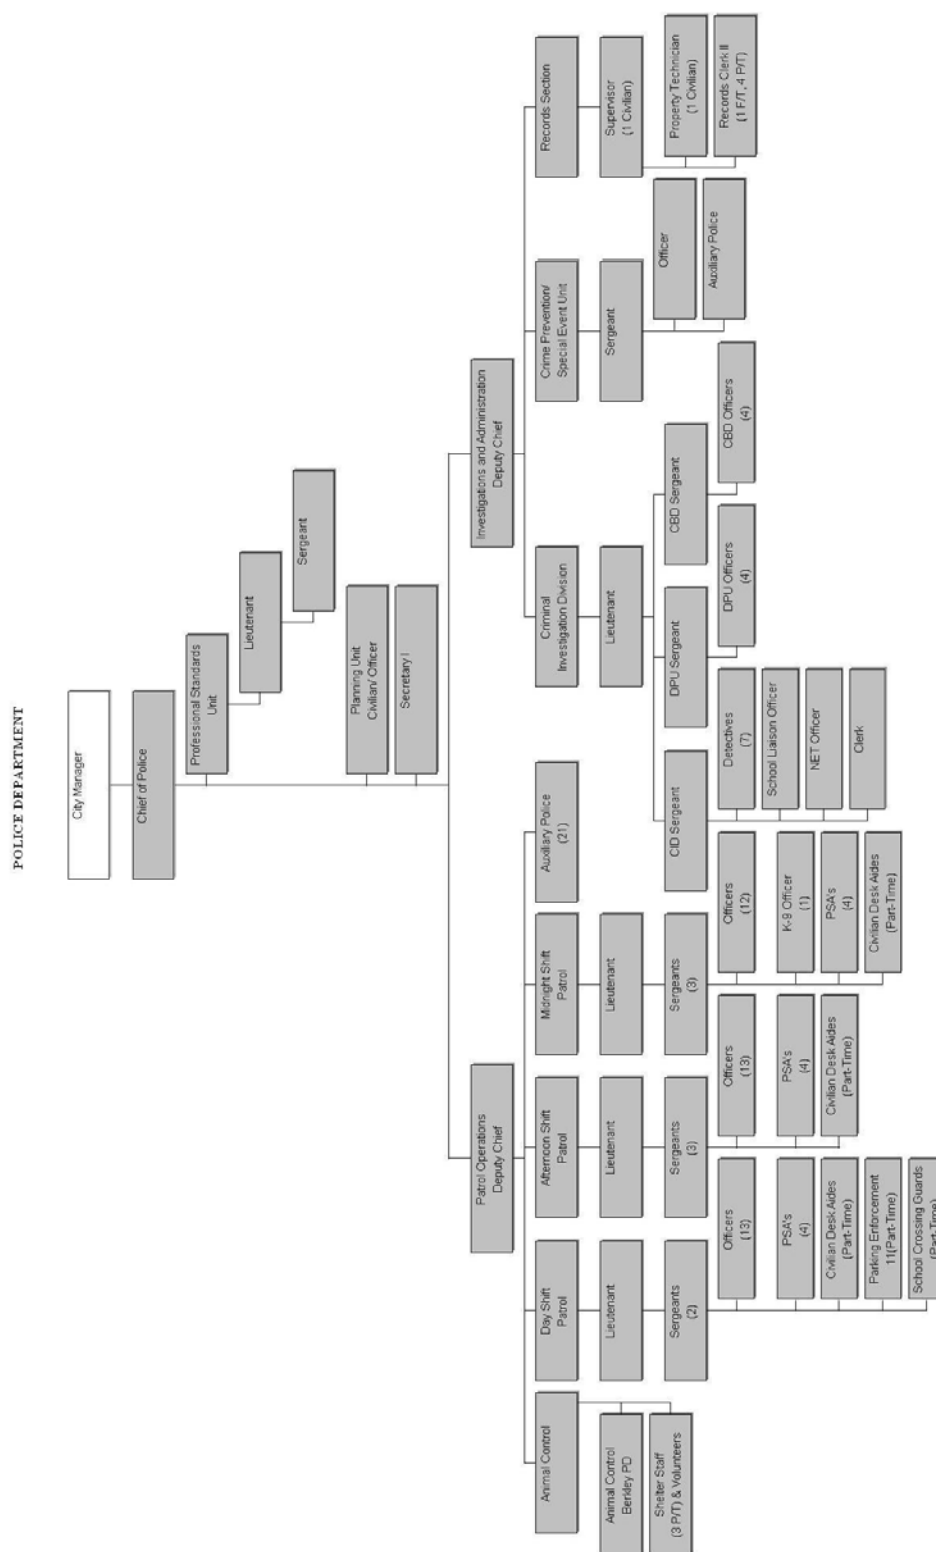 POLICE DEPARTMENT
City Manager
Chief of Police
Professional Standards
Unit
Lieutenant
Sergeant
Planning Unit
Civilian/ Officer
Secretary I
Patrol Operations
Deputy Chief
Investigations and Administration
Deputy Chief
Animal Control
Day Shift
Patrol
Afternoon Shift
Patrol
Midnight Shift
Patrol
Auxiliary Police
(21)
Criminal
Investigation Division
Crime Prevention/
Special Event Unit
Records Section
Animal Control
Berkley PD
Shelter Staff
(3 P/T) & Volunteers
Lieutenant
Sergeants
(2)
Officers
(13)
PSA's
(4)
Civilian Desk Aides
(Part-Time)
Parking Enforcement
11(Part-Time)
School Crossing Guards
(Part-Time)
Lieutenant
Sergeants
(3)
Officers
(13)
PSA's
(4)
Civilian Desk Aides
(Part-Time)
Lieutenant
Sergeants
(3)
Officers
(12)
K-9 Officer
(1)
PSA's
(4)
Civilian Desk Aides
(Part-Time)
Lieutenant
CID Sergeant
Detectives
(7)
School Liaison Officer
NET Officer
Clerk
DPU Sergeant
DPU Officers
(4)
CBD Sergeant
CBD Officers
(4)
Sergeant
Officer
Auxiliary Police
Supervisor
(1 Civilian)
Property Technician
(1 Civilian)
Records Clerk II
(1 F/T, 4 P/T)